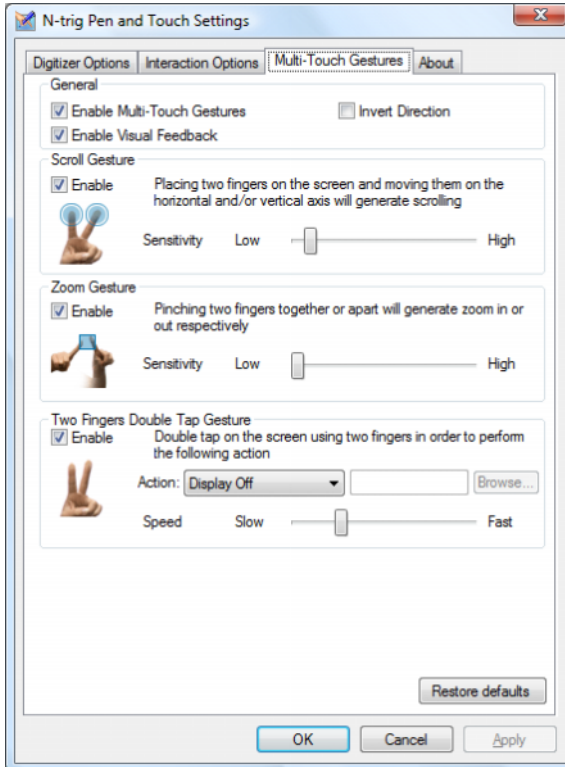 N-trig Pen and Touch Settings
Digitizer Options Interaction Options Multi-Touch Gestures About
General
Enable Multi-Touch Gestures Invert Direction
Enable Visual Feedback
Scroll Gesture
Enable Placing two fingers on the screen and moving them on the
horizontal and/or vertical axis will generate scrolling
Sensitivity Low High
Zoom Gesture
Enable Pinching two fingers together or apart will generate zoom in or
out respectively
Sensitivity Low High
Two Fingers Double Tap Gesture
Enable Double tap on the screen using two fingers in order to perform
the following action
Action: Display Off Browse...
Speed Slow Fast
Restore defaults
OK Cancel Apply